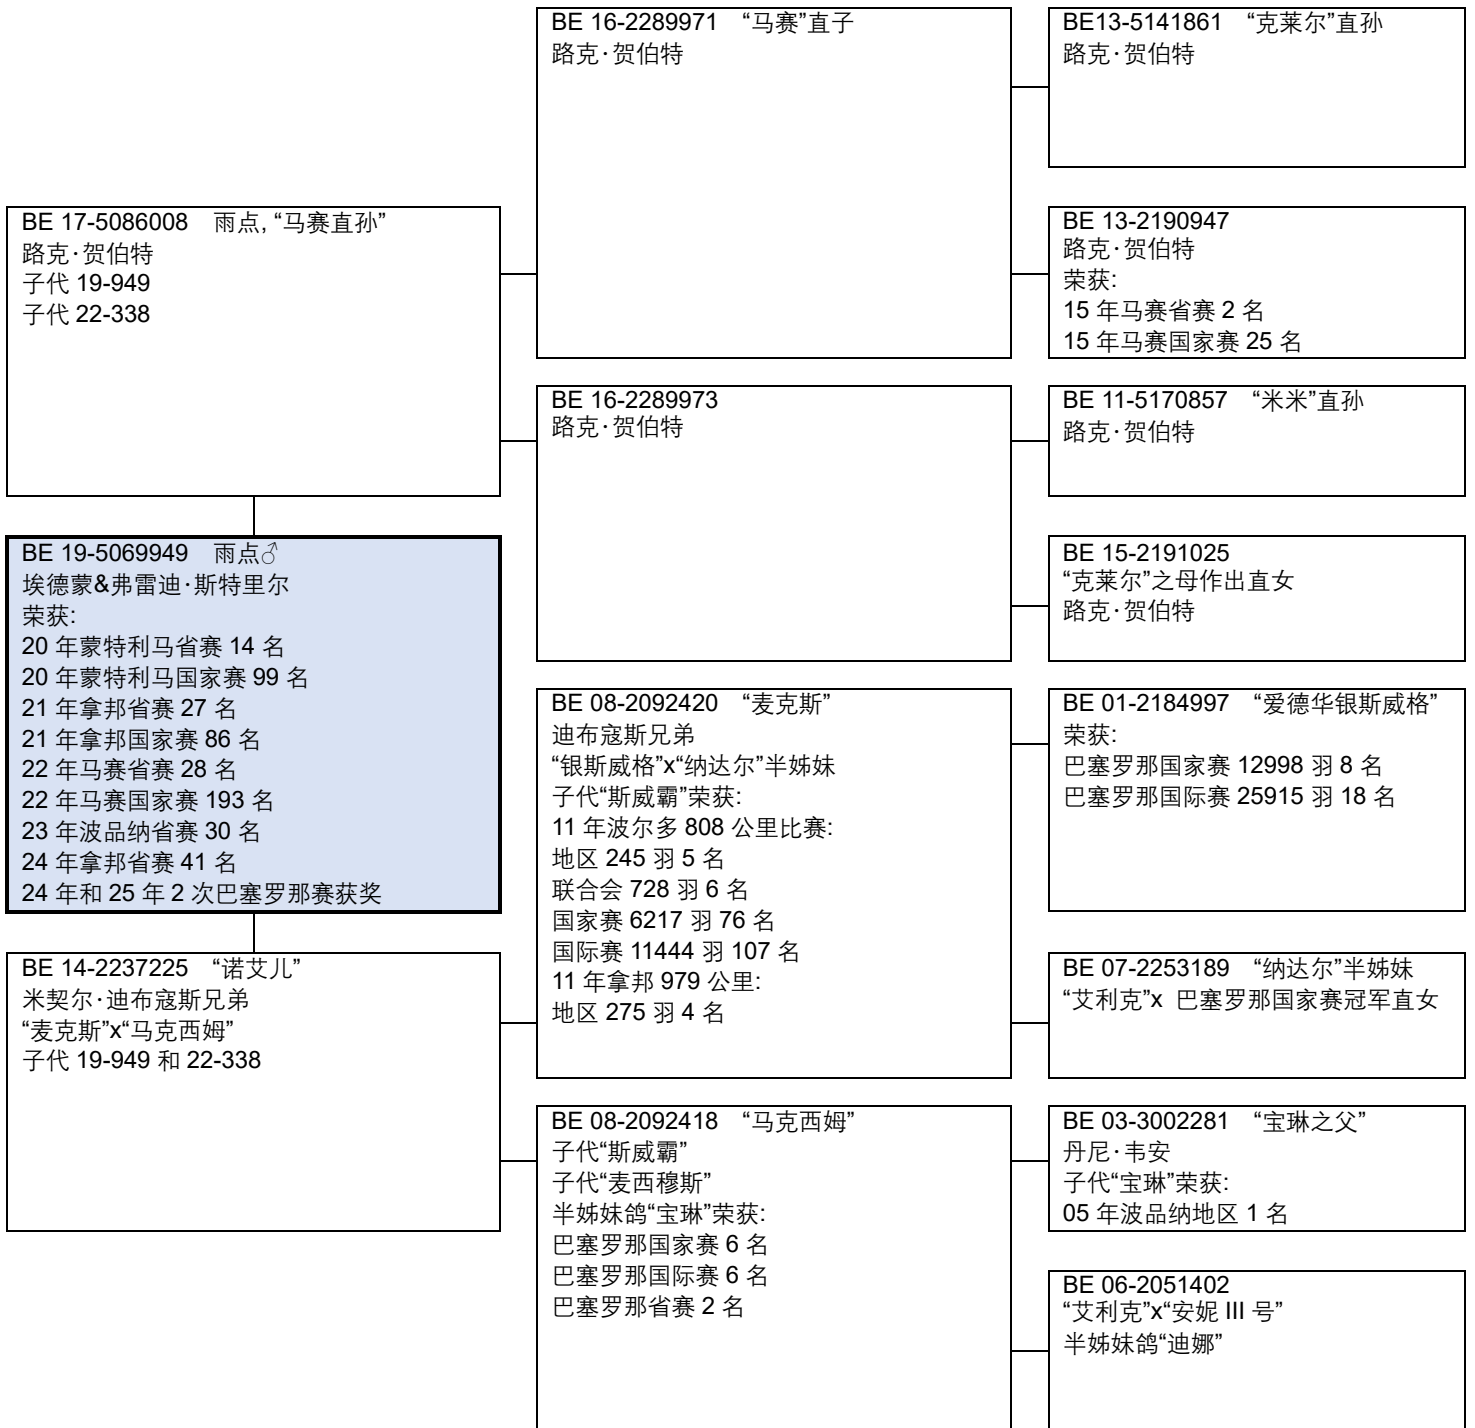 BE 16-2289971 “马赛”直子
路克·贺伯特
BE13-5141861 “克莱尔”直孙
路克·贺伯特
BE 17-5086008 雨点, “马赛直孙”
路克·贺伯特
子代 19-949
子代 22-338
BE 13-2190947
路克·贺伯特
荣获:
15 年马赛省赛 2 名
15 年马赛国家赛 25 名
BE 16-2289973
路克·贺伯特
BE 11-5170857 “米米”直孙
路克·贺伯特
BE 19-5069949 雨点♂
埃德蒙&弗雷迪·斯特里尔
荣获:
20 年蒙特利马省赛 14 名
20 年蒙特利马国家赛 99 名
21 年拿邦省赛 27 名
21 年拿邦国家赛 86 名
22 年马赛省赛 28 名
22 年马赛国家赛 193 名
23 年波品纳省赛 30 名
24 年拿邦省赛 41 名
24 年和 25 年 2 次巴塞罗那赛获奖
BE 15-2191025
“克莱尔”之母作出直女
路克·贺伯特
BE 08-2092420 “麦克斯”
迪布寇斯兄弟
“银斯威格”x“纳达尔”半姊妹
子代“斯威霸”荣获:
11 年波尔多 808 公里比赛:
地区 245 羽 5 名
联合会 728 羽 6 名
国家赛 6217 羽 76 名
国际赛 11444 羽 107 名
11 年拿邦 979 公里:
地区 275 羽 4 名
BE 01-2184997 “爱德华银斯威格”
荣获:
巴塞罗那国家赛 12998 羽 8 名
巴塞罗那国际赛 25915 羽 18 名
BE 14-2237225 “诺艾儿”
米契尔·迪布寇斯兄弟
“麦克斯”x“马克西姆”
子代 19-949 和 22-338
BE 07-2253189 “纳达尔”半姊妹
“艾利克”x 巴塞罗那国家赛冠军直女
BE 08-2092418 “马克西姆”
子代“斯威霸”
子代“麦西穆斯”
半姊妹鸽“宝琳”荣获:
巴塞罗那国家赛 6 名
巴塞罗那国际赛 6 名
巴塞罗那省赛 2 名
BE 03-3002281 “宝琳之父”
丹尼·韦安
子代“宝琳”荣获:
05 年波品纳地区 1 名
BE 06-2051402
“艾利克”x“安妮 III 号”
半姊妹鸽“迪娜”